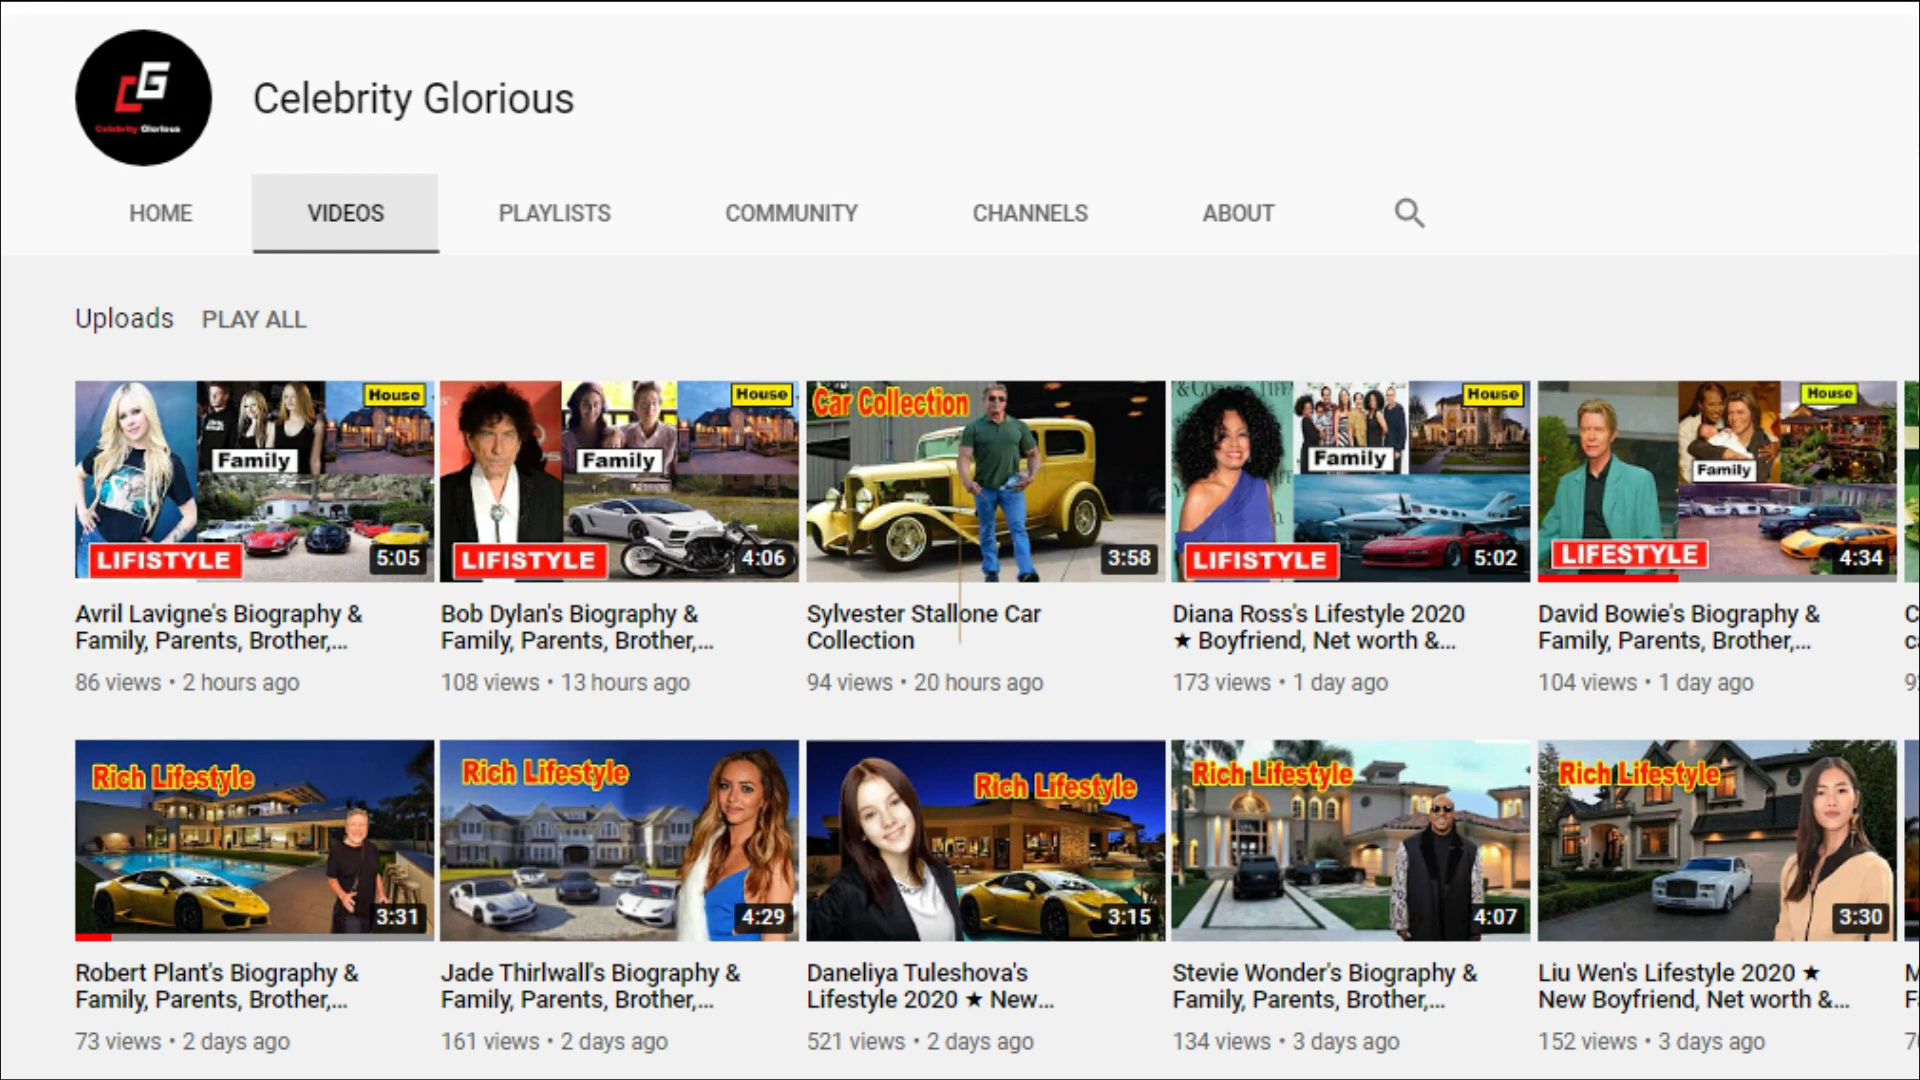 CG
Celebrity Glorious
Celebrity Glorious
HOME VIDEOS PLAYLISTS COMMUNITY CHANNELS ABOUT
Uploads PLAY ALL
House
Family
LIFISTYLE
5:05
House
Family
LIFISTYLE
4:06
Car Collection
3:58
House
Family
LIFISTYLE
5:02
House
Family
LIFESTYLE
4:34
Avril Lavigne's Biography &
Family, Parents, Brother,...
86 views • 2 hours ago
Bob Dylan's Biography &
Family, Parents, Brother,...
108 views • 13 hours ago
Sylvester Stallone Car
Collection
94 views • 20 hours ago
Diana Ross's Lifestyle 2020
★ Boyfriend, Net worth &...
173 views • 1 day ago
David Bowie's Biography &
Family, Parents, Brother,...
104 views • 1 day ago
Rich Lifestyle
3:31
Rich Lifestyle
4:29
Rich Lifestyle
3:15
Rich Lifestyle
4:07
Rich Lifestyle
3:30
Robert Plant's Biography &
Family, Parents, Brother,...
73 views • 2 days ago
Jade Thirlwall's Biography &
Family, Parents, Brother,...
161 views • 2 days ago
Daneliya Tuleshova's
Lifestyle 2020 ★ New...
521 views • 2 days ago
Stevie Wonder's Biography &
Family, Parents, Brother,...
134 views • 3 days ago
Liu Wen's Lifestyle 2020 ★
New Boyfriend, Net worth &...
152 views • 3 days ago